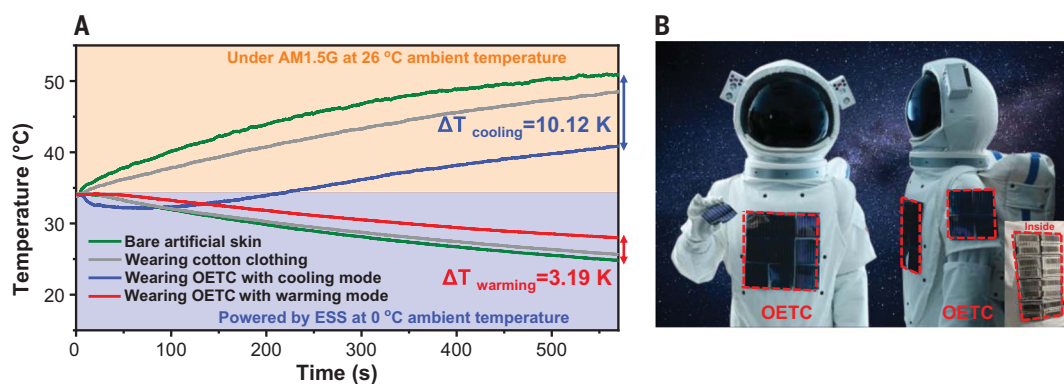 A
Under AM1.5G at 26 °C ambient temperature
50
40
30
20
Temperature (°C)
ΔT cooling=10.12 K
Bare artificial skin
Wearing cotton clothing
Wearing OETC with cooling mode
Wearing OETC with warming mode
ΔT warming=3.19 K
Powered by ESS at 0 °C ambient temperature
0 100 200 300 400 500
Time (s)
B
Inside
OETC
OETC